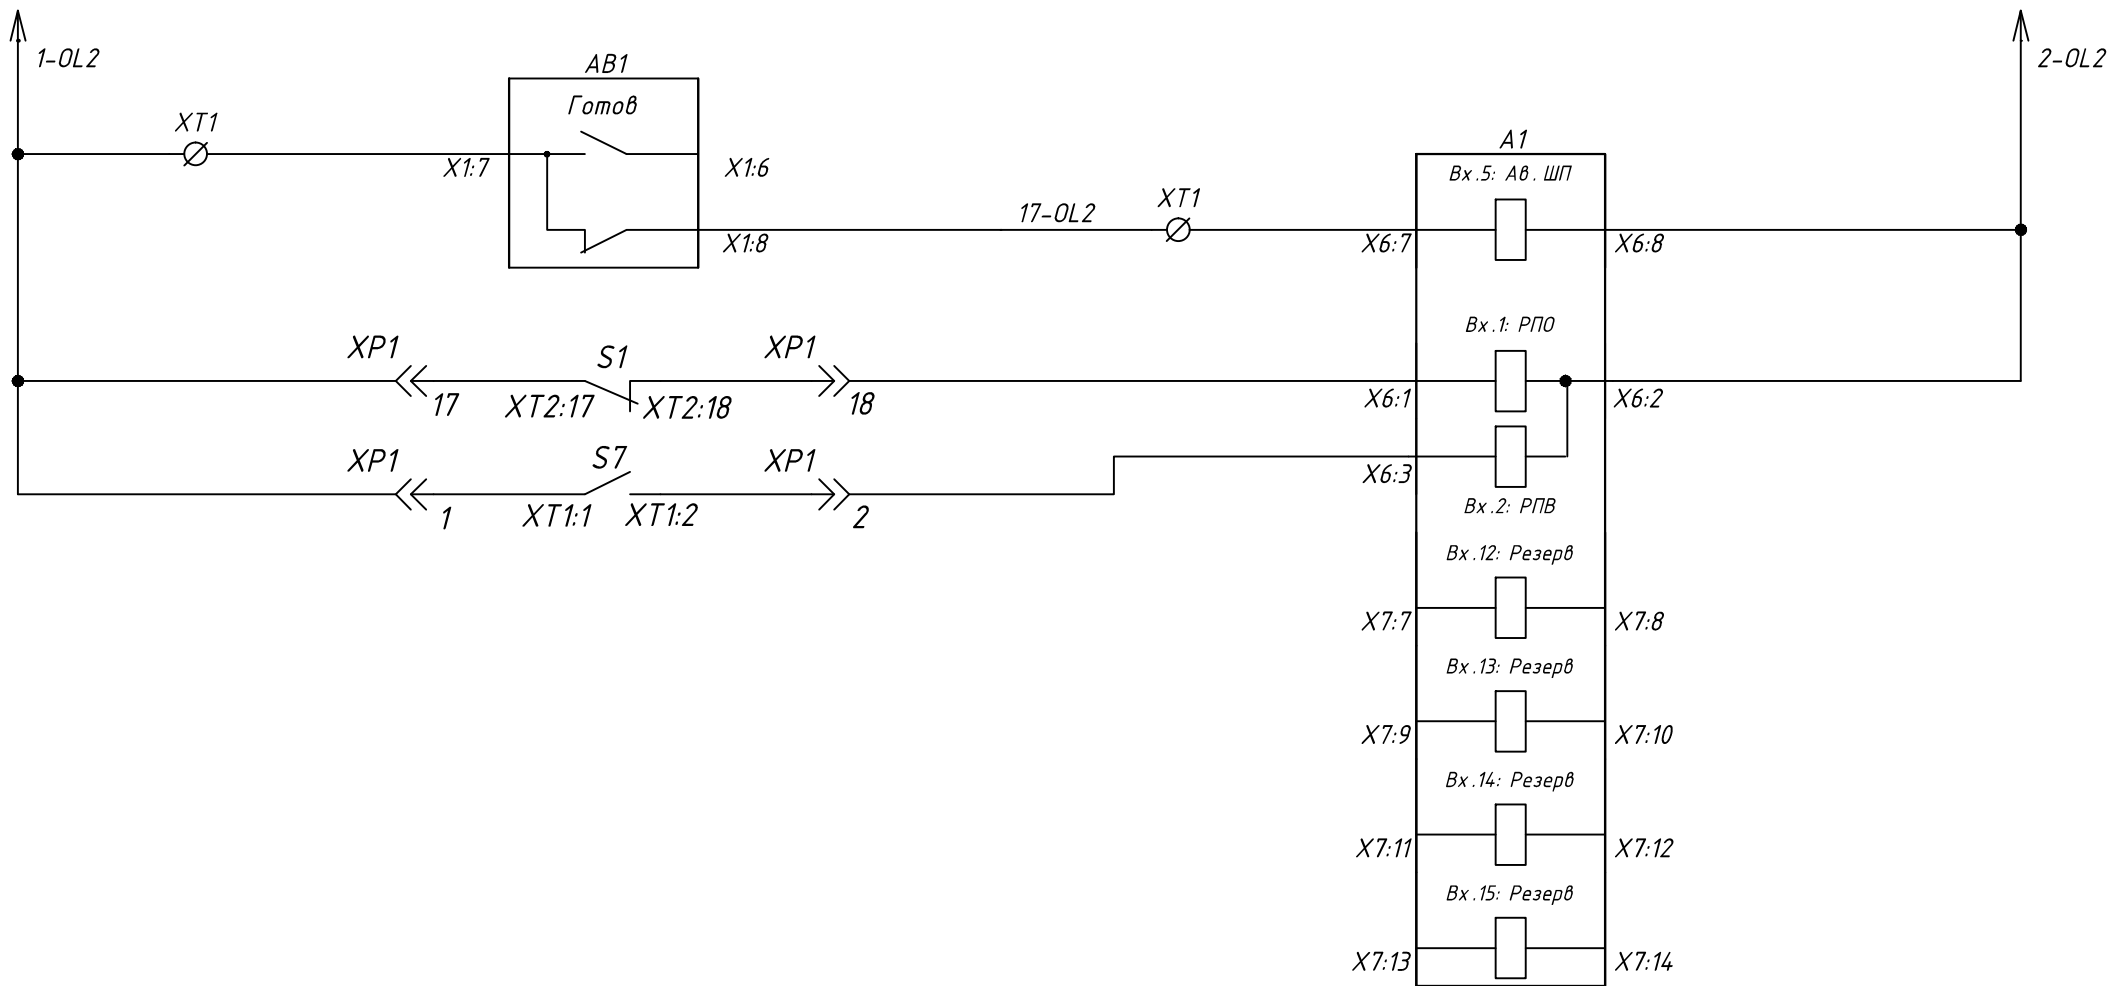 1-0L2
2-0L2
AB1
Готов
XT1
X1:7
X1:6
A1
Вх.5: Ав. ШП
17-0L2
XT1
X1:8
X6:7
X6:8
Вх.1: РПО
XP1
S1
XP1
17
XT2:17
XT2:18
18
X6:1
X6:2
XP1
S7
XP1
X6:3
1
XT1:1
XT1:2
2
Вх.2: РПВ
Вх.12: Резерв
X7:7
X7:8
Вх.13: Резерв
X7:9
X7:10
Вх.14: Резерв
X7:11
X7:12
Вх.15: Резерв
X7:13
X7:14